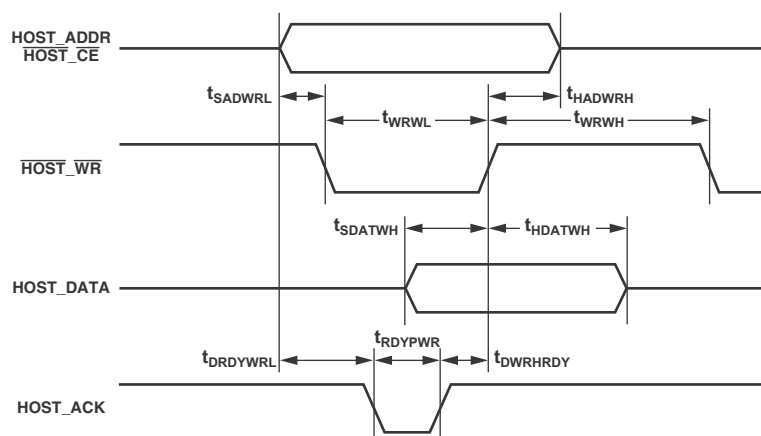 HOST_ADDR
HOST_CE
tSADWRL
tHADWRH
tWRWL
tWRWH
HOST_WR
tSDATWH
tHDATWH
HOST_DATA
tRDYPWR
tDRDYWRL
tDWRHRDY
HOST_ACK